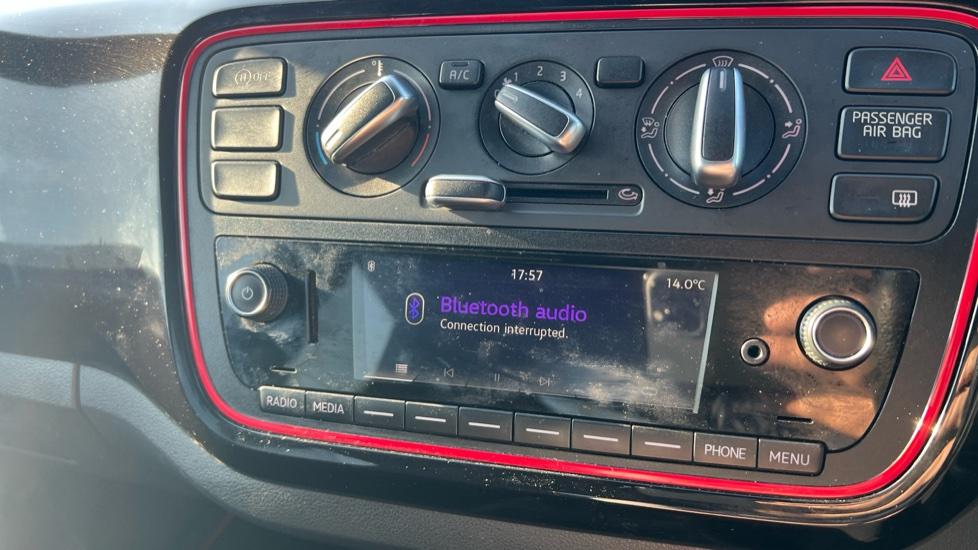 OFF
A/C
1 2 3
4
PASSENGER
AIR BAG
17:57
14.0°C
Bluetooth audio
Connection interrupted.
RADIO
MEDIA
PHONE
MENU